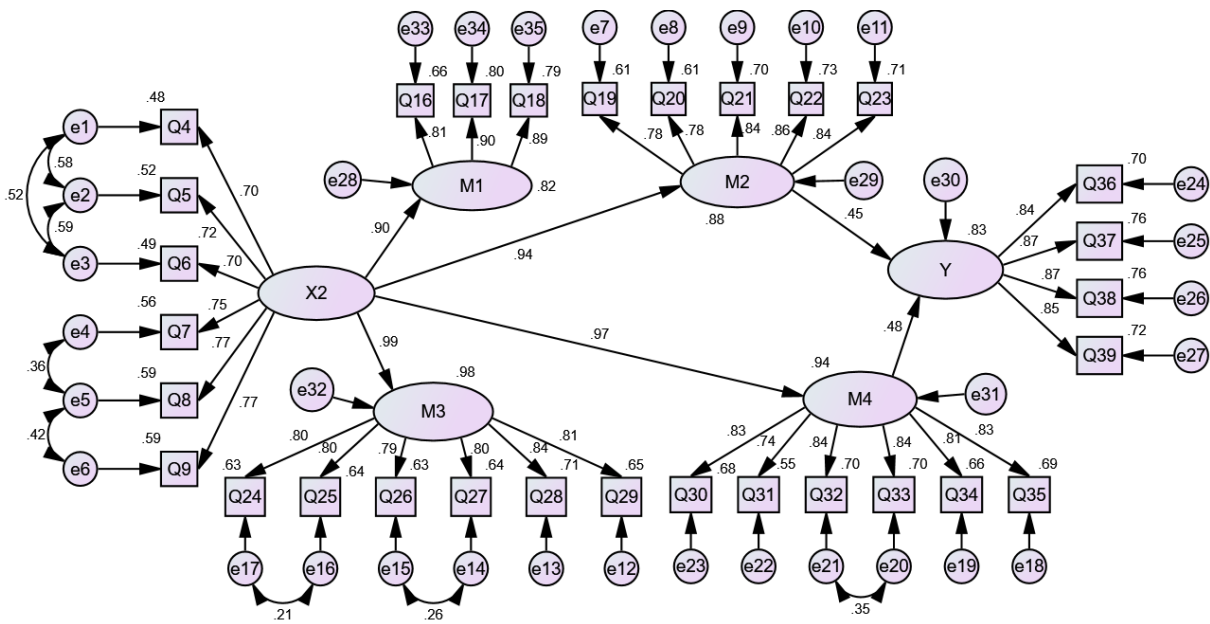 e33 e34 e35 e7 e8 e9 e10 e11
.66 .80 .79 .61 .61 .70 .73 .71
Q16 Q17 Q18 Q19 Q20 Q21 Q22 Q23
.81 .90 .89 .78 .78 .84 .86 .84
e28 M1 .82 M2 .88 e29 e30
.48
e1 Q4
.58
.52
.52
e2 Q5
.59
.49
e3 Q6
.70
.72
.70
.75
.77
.77
X2
.90
.94
.99
.97
.56
e4 Q7
.36
.59
e5 Q8
.42
.59
e6 Q9
.45
.83
Y
.48
.84 .70
Q36 e24
.87 .76
Q37 e25
.87 .76
Q38 e26
.85 .72
Q39 e27
e32 .98
M3
.80 .80 .79 .80 .84 .81
.63 .64 .63 .64 .71 .65
Q24 Q25 Q26 Q27 Q28 Q29
e17 e16 e15 e14 e13 e12
.21 .26
.94
M4 e31
.83 .74 .84 .84 .81 .83
.68 .55 .70 .70 .66 .69
Q30 Q31 Q32 Q33 Q34 Q35
e23 e22 e21 e20 e19 e18
.35